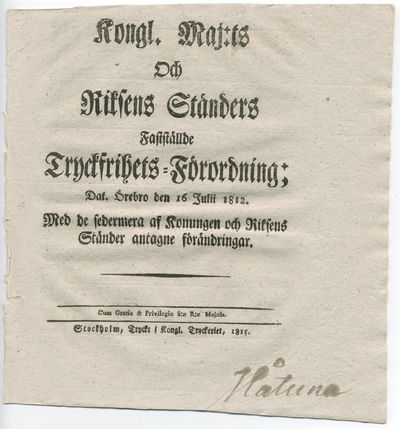 Kongl. Maj:ts
Och
Riksens Ständers
Fastställde
Tryckfrihets-Förordning;
Dat. Örebro den 16 Julii 1812.
Med de sedermera af Konungen och Riksens
Ständer antagne förändringar.
Cum Gratia & Privilegio S:æ R:æ Maj:tis.
Stockholm, Tryckt i Kongl. Tryckeriet, 1815.
Håtuna